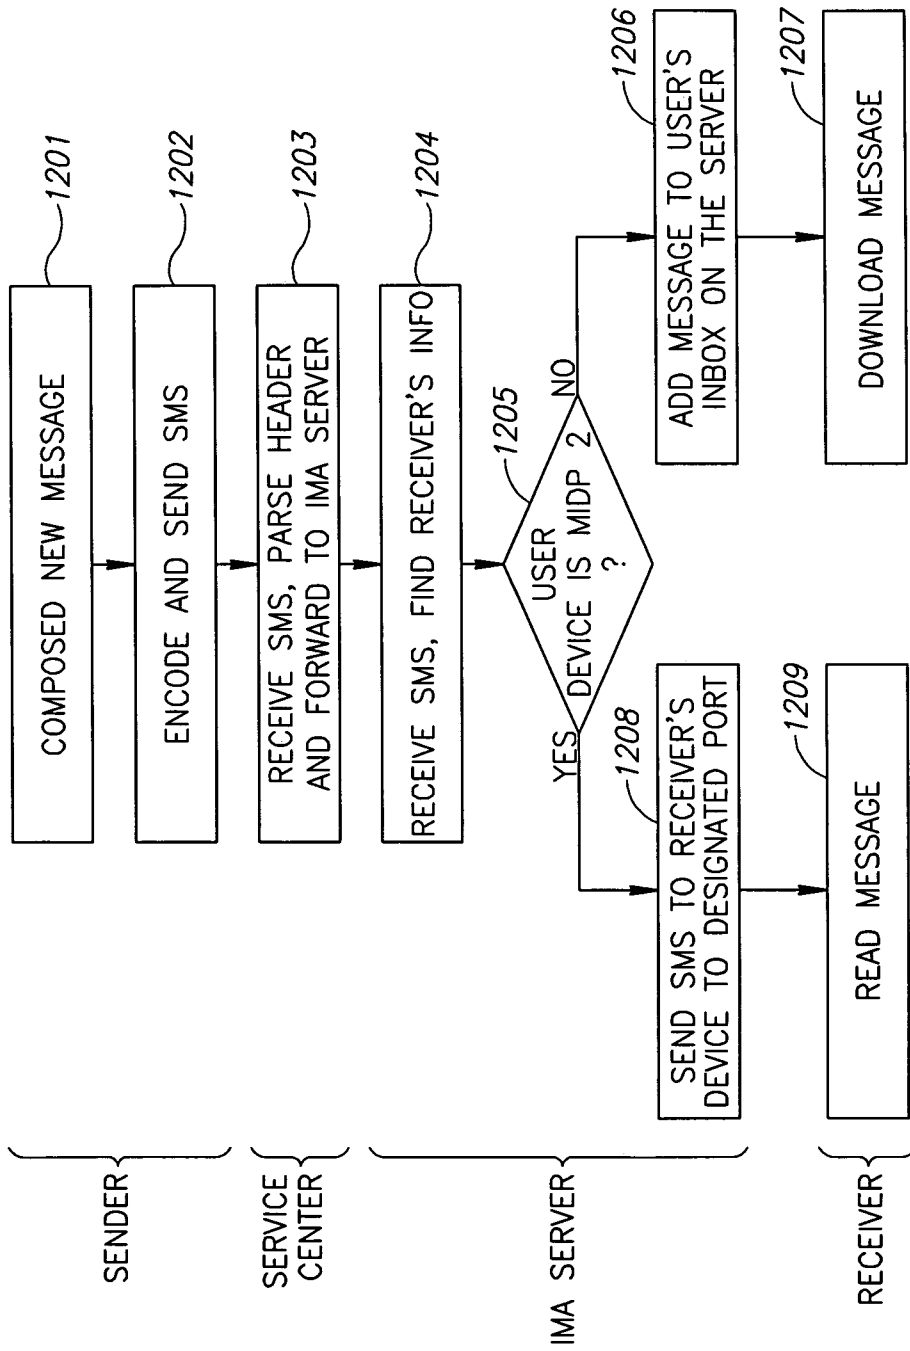 SENDER
COMPOSED NEW MESSAGE
1201
ENCODE AND SEND SMS
1202
SERVICE
CENTER
RECEIVE SMS, PARSE HEADER
AND FORWARD TO IMA SERVER
1203
IMA SERVER
RECEIVE SMS, FIND RECEIVER'S INFO
1204
USER
DEVICE IS MIDP 2
?
1205
YES
NO
SEND SMS TO RECEIVER'S
DEVICE TO DESIGNATED PORT
1208
ADD MESSAGE TO USER'S
INBOX ON THE SERVER
1206
RECEIVER
READ MESSAGE
1209
DOWNLOAD MESSAGE
1207